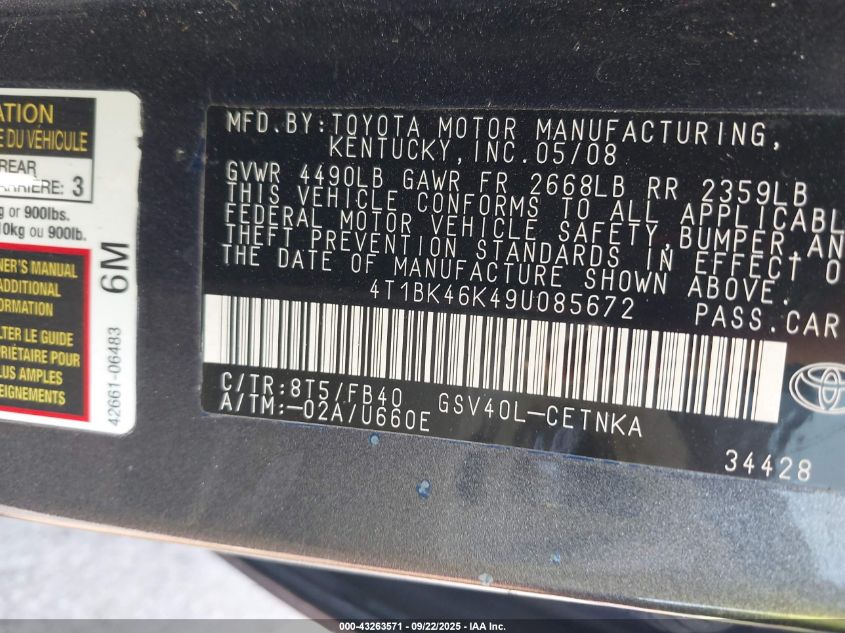 ATION
E DU VÉHICULE
REAR
ARRIÈRE: 3
g or 900lbs.
10kg ou 900lb.
NER'S MANUAL
ADDITIONAL
ORMATION
LTER LE GUIDE
PRIÉTAIRE POUR
LUS AMPLES
EIGNEMENTS
6M
42661-06483
MFD.BY:TOYOTA MOTOR MANUFACTURING,
KENTUCKY,INC.05/08
GVWR 4490LB GAWR FR 2668LB RR 2359LB
THIS VEHICLE CONFORMS TO ALL APPLICABL
FEDERAL MOTOR VEHICLE SAFETY,BUMPER,AN
THEFT PREVENTION STANDARDS IN EFFECT O
THE DATE OF MANUFACTURE SHOWN ABOVE.
4T1BK46K49U085672 PASS.CAR
C/TR:8T5/FB40 GSV40L-CETNKA
A/TM:-02A/U660E
34428
000-43263571 - 09/22/2025 - IAA Inc.